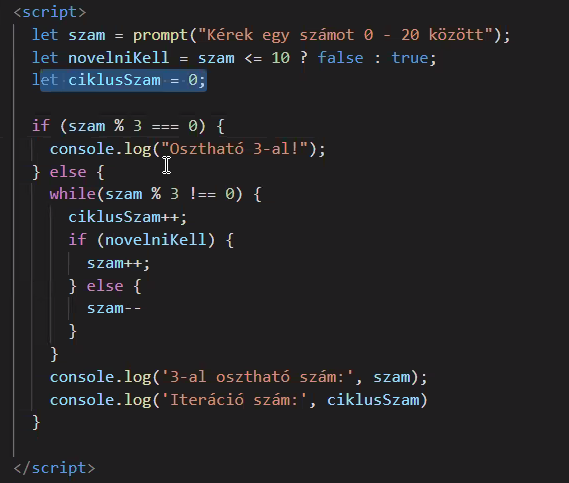 <script>
let szam = prompt("Kérek egy számot 0 - 20 között");
let novelniKell = szam <= 10 ? false : true;
let ciklusSzam = 0;
if (szam % 3 === 0) {
console.log("Osztható 3-al!");
} else {
while(szam % 3 !== 0) {
ciklusSzam++;
if (novelniKell) {
szam++;
} else {
szam--
}
}
console.log('3-al osztható szám:', szam);
console.log('Iteráció szám:', ciklusSzam)
}
</script>